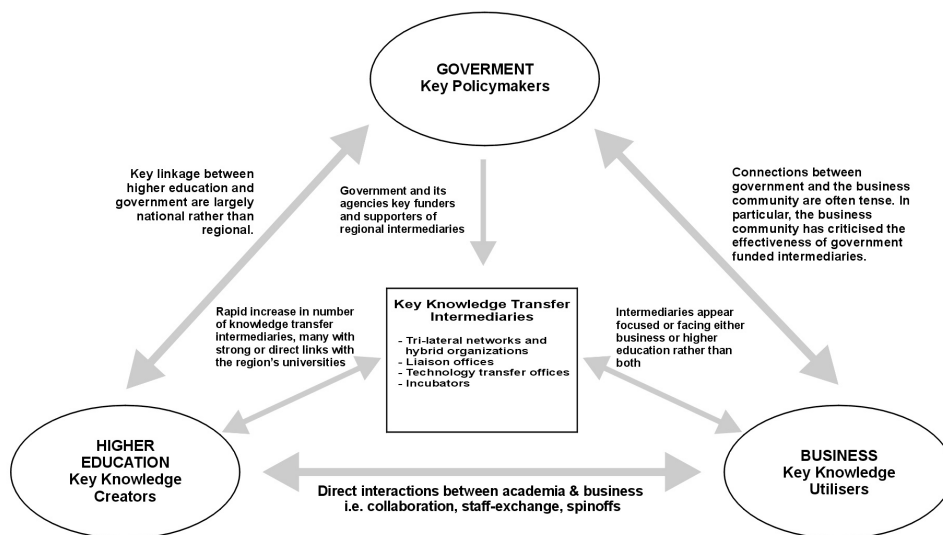 GOVERMENT
Key Policymakers
Key linkage between
higher education and
government are largely
national rather than
regional.
Government and its
agencies key funders
and supporters of
regional intermediaries
Connections between
government and the business
community are often tense. In
particular, the business
community has criticised the
effectiveness of government
funded intermediaries.
Rapid increase in number
of knowledge transfer
intermediaries, many with
strong or direct links with
the region's universities
Key Knowledge Transfer
Intermediaries
- Tri-lateral networks and
hybrid organizations
- Liaison offices
- Technology transfer offices
- Incubators
Intermediaries appear
focused or facing either
business or higher
education rather than
both
HIGHER
EDUCATION
Key Knowledge
Creators
Direct interactions between academia & business
i.e. collaboration, staff-exchange, spinoffs
BUSINESS
Key Knowledge
Utilisers